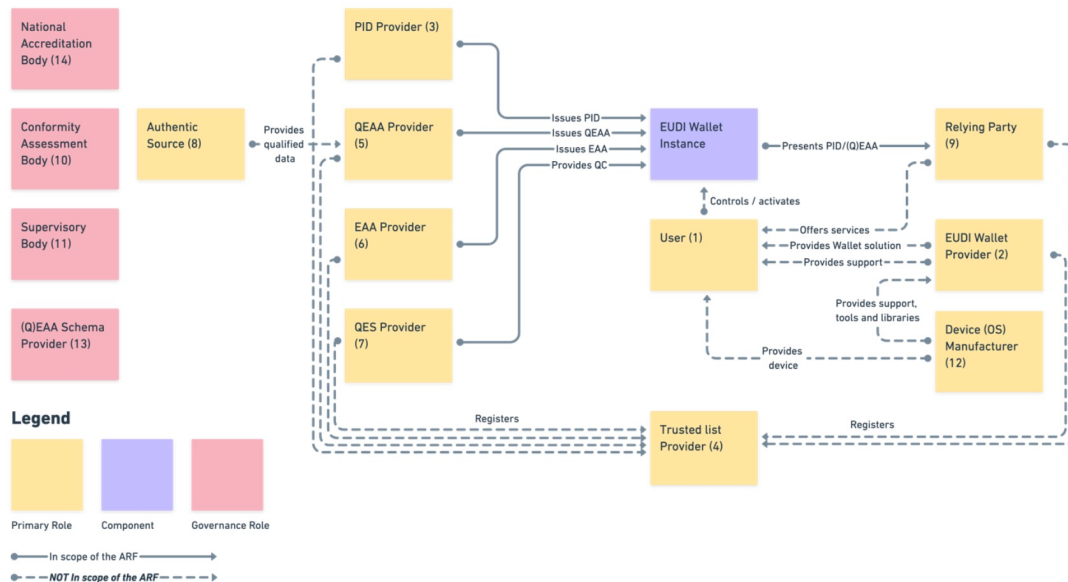 National
Accreditation
Body (14)
PID Provider (3)
Conformity
Assessment
Body (10)
Authentic
Source (8)
Provides
qualified
data
QEAA Provider
(5)
Issues PID
Issues QEAA
Issues EAA
Provides QC
EUDI Wallet
Instance
Presents PID/(Q)EAA
Relying Party
(9)
Controls / activates
Supervisory
Body (11)
EAA Provider
(6)
User (1)
Offers services
Provides Wallet solution
Provides support
EUDI Wallet
Provider (2)
Provides support,
tools and libraries
(Q)EAA Schema
Provider (13)
QES Provider
(7)
Provides
device
Device (OS)
Manufacturer
(12)
Legend
Registers
Trusted list
Provider (4)
Registers
Primary Role
Component
Governance Role
In scope of the ARF
NOT In scope of the ARF